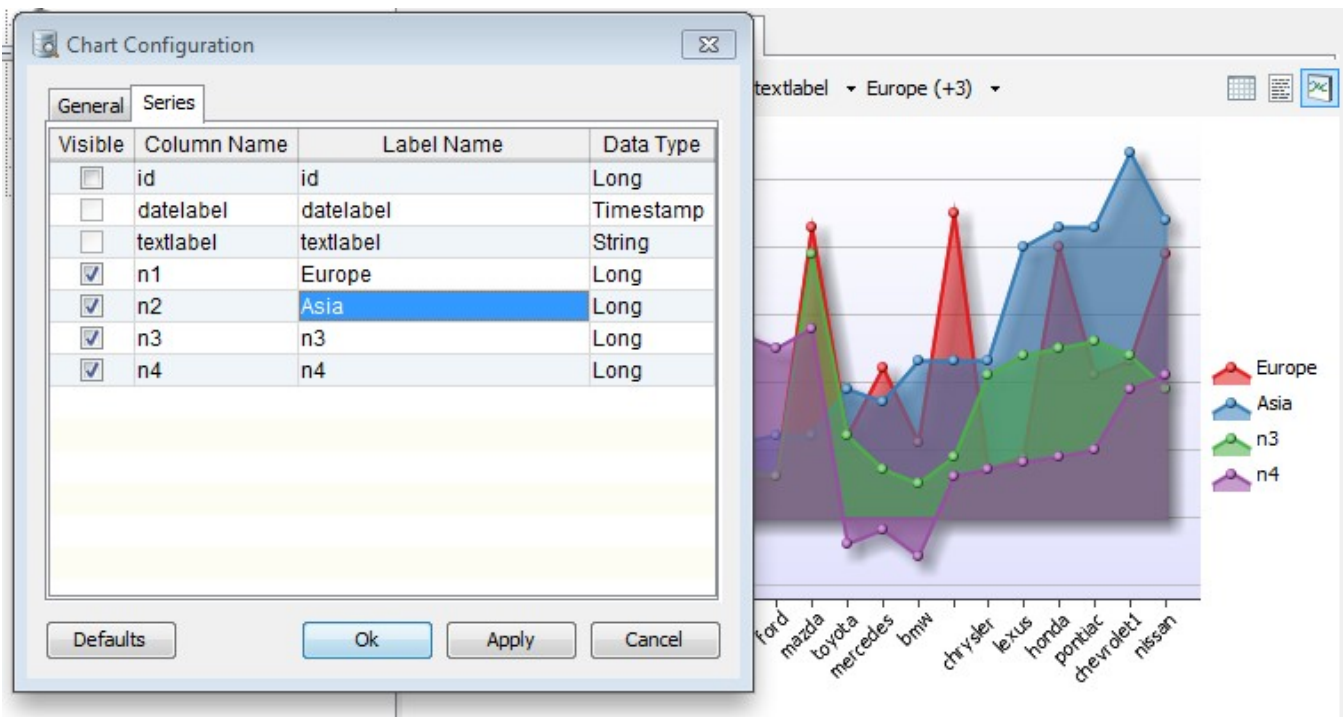 Chart Configuration
General Series
textlabel Europe (+3)
Visible Column Name Label Name Data Type
id id Long
datelabel datelabel Timestamp
textlabel textlabel String
n1 Europe Long
n2 Asia Long
n3 n3 Long
n4 n4 Long
Europe
Asia
n3
n4
Defaults Ok Apply Cancel
ford mazda toyota mercedes bmw chrysler lexus honda pontiac chevrolet1 nissan